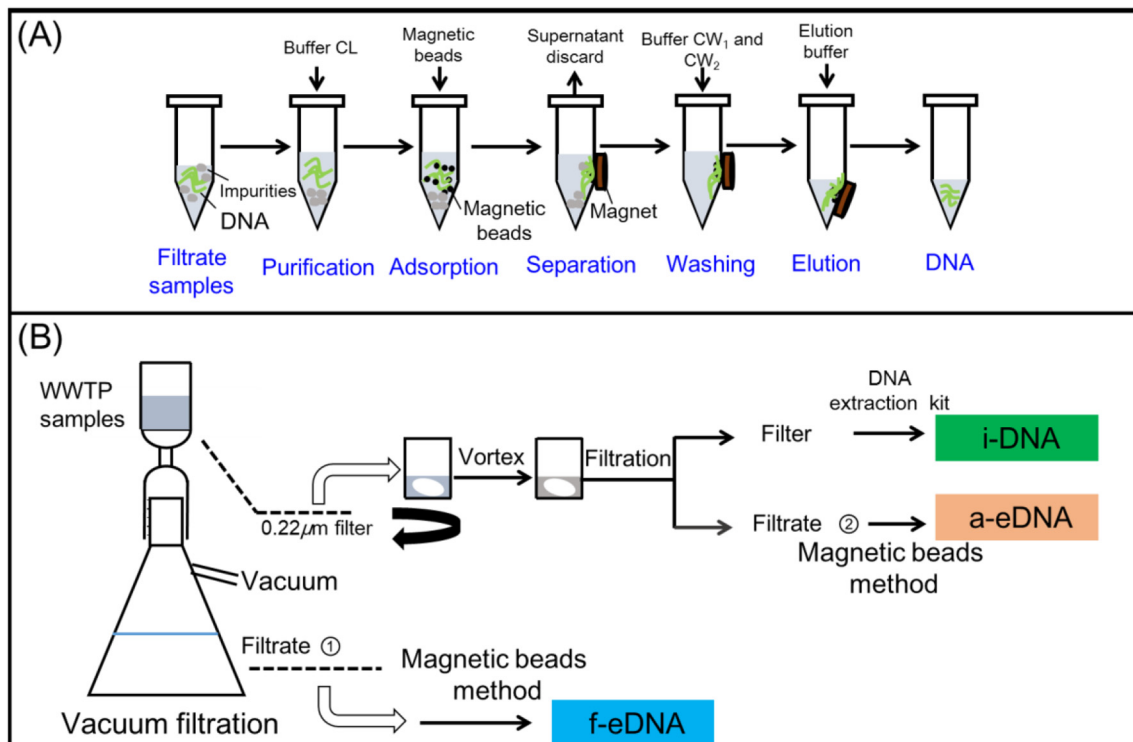 (A)
Buffer CL
Magnetic
beads
Supernatant
discard
Buffer CW₁ and
CW₂
Elution
buffer
Impurities
DNA
Magnetic
beads
Magnet
Filtrate
samples
Purification
Adsorption
Separation
Washing
Elution
DNA
(B)
WWTP
samples
0.22μm filter
Vacuum
Filtrate ①
Vacuum filtration
Vortex
Filtration
Filter
DNA
extraction kit
i-DNA
Filtrate ②
Magnetic beads
method
a-eDNA
Magnetic beads
method
f-eDNA